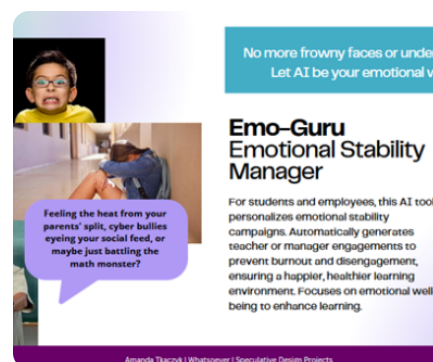 No more frowny faces or unde
Let AI be your emotional w
Emo-Guru
Emotional Stability
Manager
For students and employees, this AI tool
personalizes emotional stability
campaigns. Automatically generates
teacher or manager engagements to
prevent burnout and disengagement,
ensuring a happier, healthier learning
environment. Focuses on emotional well
being to enhance learning.
Feeling the heat from your
parents' split, cyber bullies
eyeing your social feed, or
maybe just battling the
math monster?
Amanda Tkaczyk | Whatsoever | Speculative Design Projects